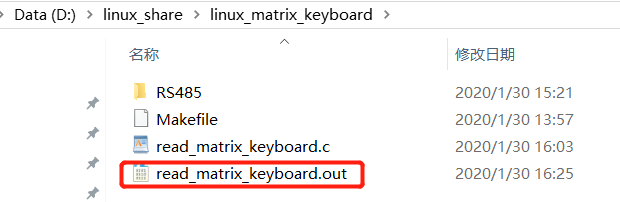 Data (D:) > linux_share > linux_matrix_keyboard >
名称 修改日期
RS485 2020/1/30 15:21
Makefile 2020/1/30 13:57
read_matrix_keyboard.c 2020/1/30 16:03
read_matrix_keyboard.out 2020/1/30 16:25